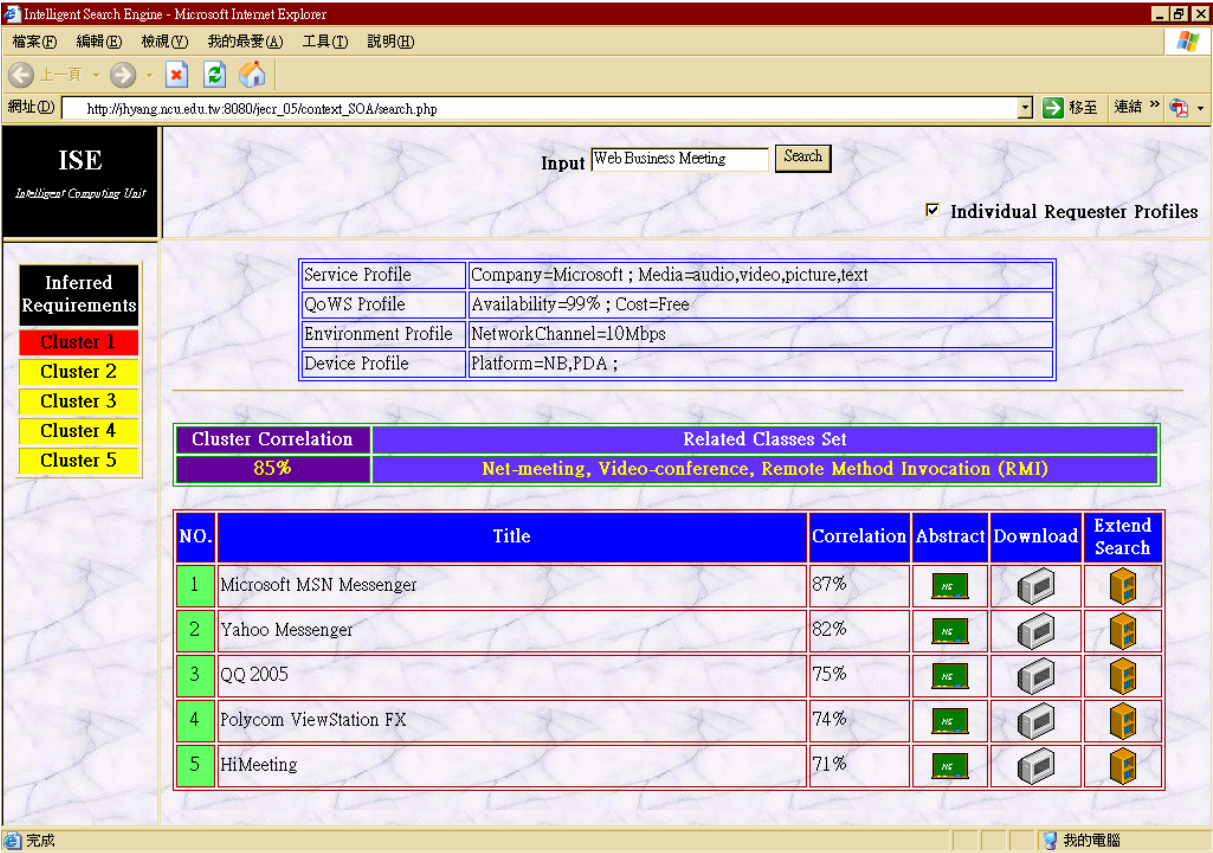 Intelligent Search Engine - Microsoft Internet Explorer
檔案(F) 編輯(E) 檢視(V) 我的最愛(A) 工具(T) 說明(H)
上一頁
網址(D) http://jhyang.ncu.edu.tw:8080/jecr_05/context_SOA/search.php 移至 連結 »
ISE
Intelligent Computing Unit
Input Web Business Meeting Search
Individual Requester Profiles
Inferred
Requirements
Cluster 1
Cluster 2
Cluster 3
Cluster 4
Cluster 5
Service Profile Company=Microsoft ; Media=audio,video,picture,text
QoWS Profile Availability=99% ; Cost=Free
Environment Profile NetworkChannel=10Mbps
Device Profile Platform=NB,PDA ;
Cluster Correlation Related Classes Set
85% Net-meeting, Video-conference, Remote Method Invocation (RMI)
NO. Title Correlation Abstract Download Extend Search
1 Microsoft MSN Messenger 87%
2 Yahoo Messenger 82%
3 QQ 2005 75%
4 Polycom ViewStation FX 74%
5 HiMeeting 71%
完成 我的電腦